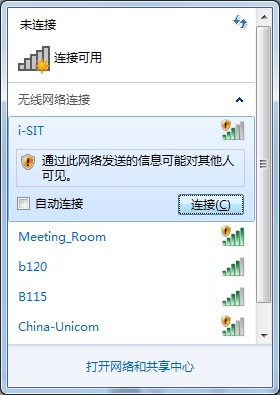 未连接
连接可用
无线网络连接
i-SIT
通过此网络发送的信息可能对其他人
可见。
自动连接
连接(C)
Meeting_Room
b120
B115
China-Unicom
打开网络和共享中心